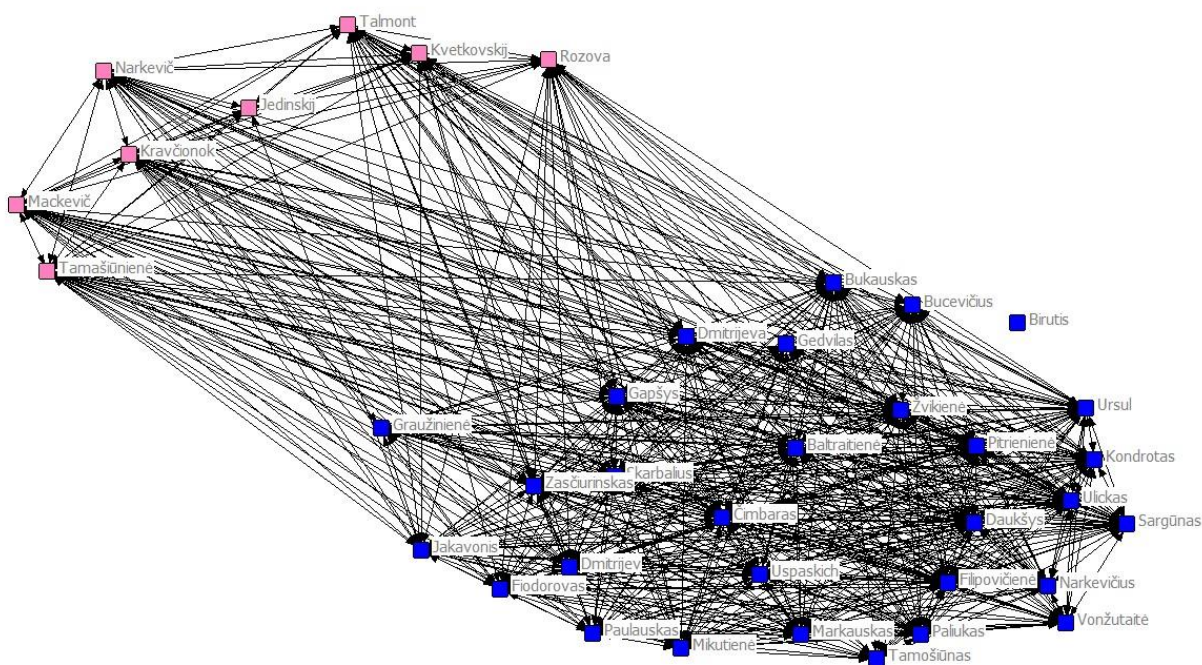 Talmont
Kvetkovskij
Rozova
Narkevič
Jedinskij
Kravčionok
Mackevič
Tamašiūnienė
Bukauskas
Bucevičius
Birutis
Dmitrijeva
Gedvilas
Gapšys
Žvikienė
Ursul
Graužinienė
Baltraitienė
Pitrienienė
Kondrotas
Skarbalius
Zasčiurinskas
Ulickas
Čimbaras
Daukšys
Sargūnas
Jakavonis
Dmitrijev
Uspaskich
Filipovičienė
Narkevičius
Fiodorovas
Vonžutaitė
Paulauskas
Markauskas
Paliukas
Mikutienė
Tamošiūnas